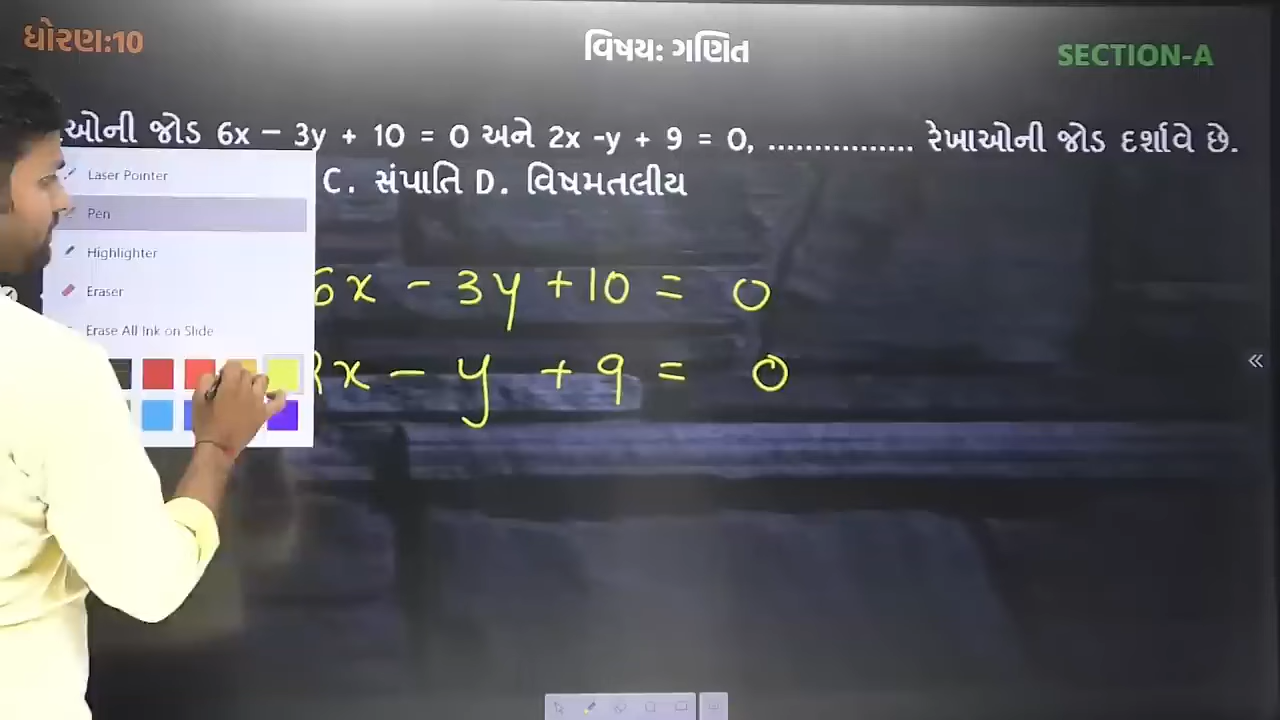 ધોરણ:10
વિષય: ગણિત
SECTION-A
જોડ 6x – 3y + 10 = 0 અને 2x -y + 9 = 0, ................ રેખાઓની જોડ દર્શાવે છે.
C. સંપાતિ D. વિષમતલીય
Laser Pointer
Pen
Highlighter
Eraser
Erase All Ink on Slide
6x - 3y + 10 = 0
2x - y + 9 = 0